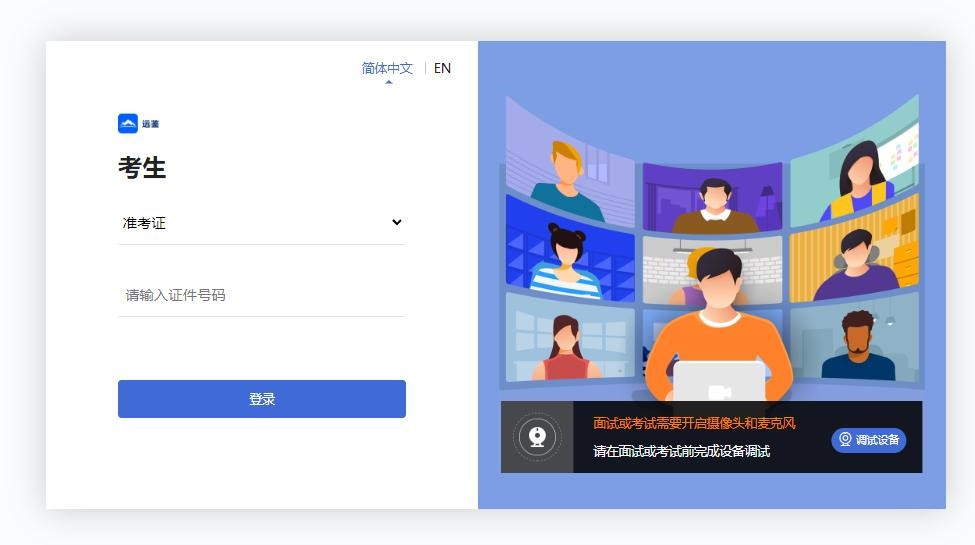 简体中文 | EN
远鉴
考生
准考证
请输入证件号码
登录
面试或考试需要开启摄像头和麦克风
请在面试或考试前完成设备调试
调试设备